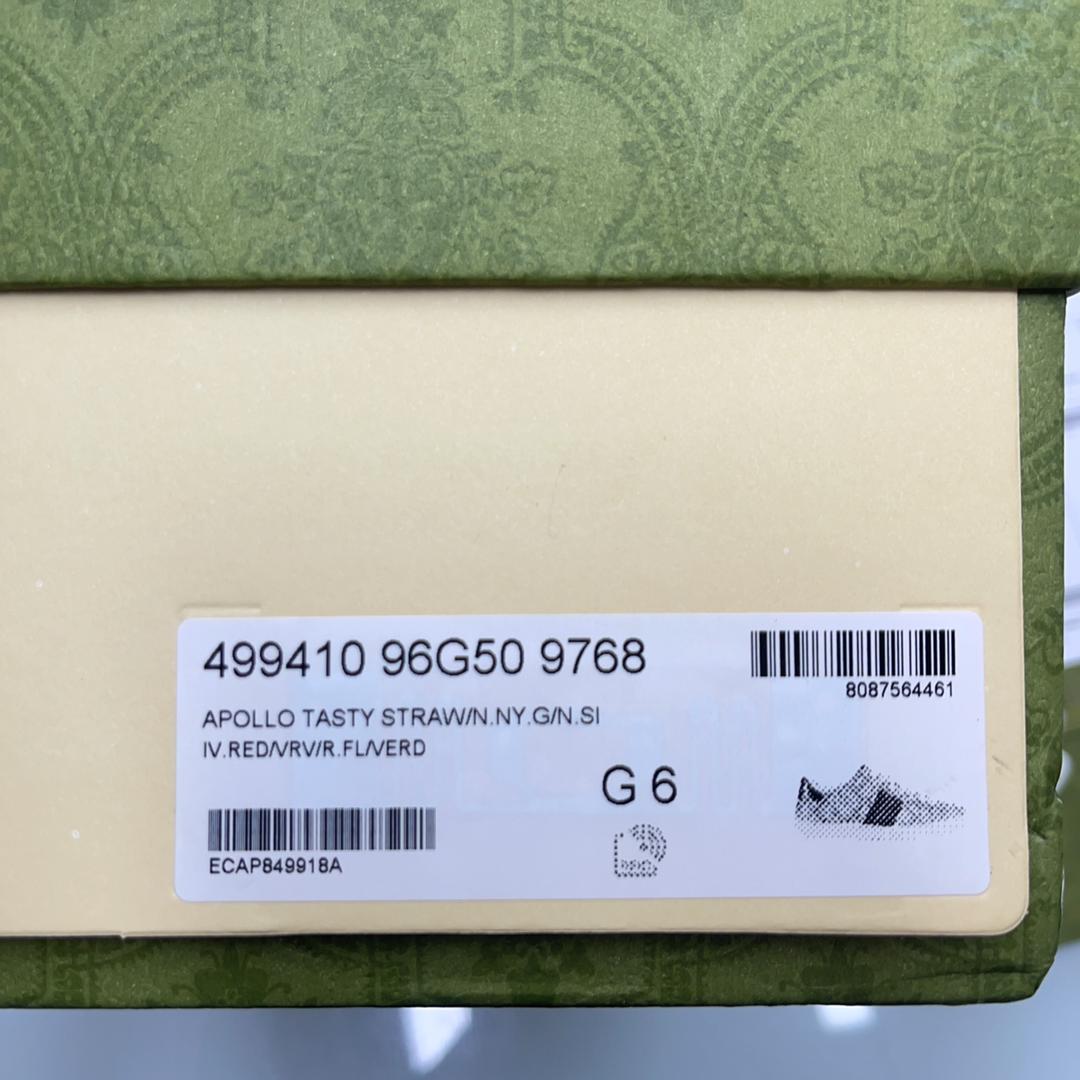 499410 96G50 9768
8087564461
APOLLO TASTY STRAW/N.NY.G/N.SI
IV.RED/VRV/R.FL/VERD
G 6
ECAP849918A